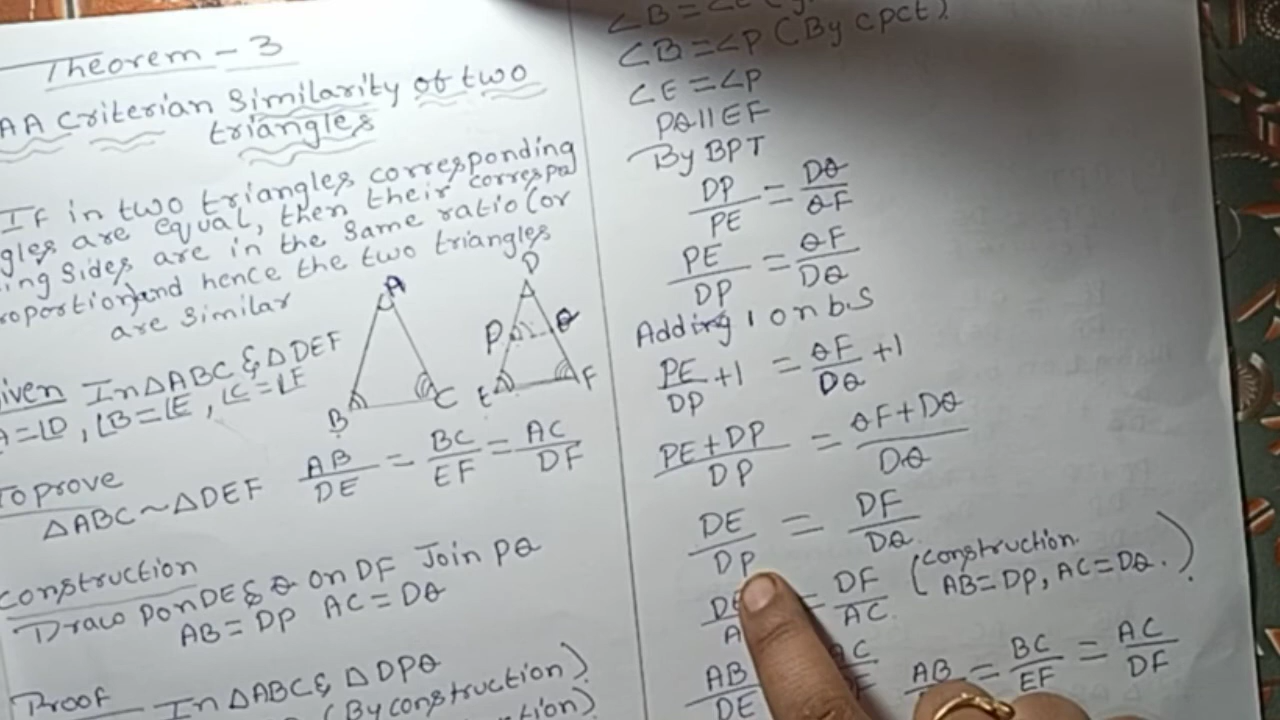 Theorem - 3
AA Criterian Similarity of two
triangles
If in two triangles corresponding
gles are equal, then their correspo
ing sides are in the same ratio (or
roportion) and hence the two triangles
are similar
iven In △ABC & △DEF
A=∠D, ∠B=∠E, ∠C=∠F
A
B
C
D
P
Q
E
F
To prove
△ABC ~ △DEF AB/DE = BC/EF = AC/DF
Construction
Draw P on DE & Q on DF Join PQ
AB = DP AC = DQ
Proof In △ABC & △DPQ
(By construction)
∠B = ∠P (By cpct)
∠E = ∠P
PQ || EF
By BPT
DP/PE = DQ/QF
PE/DP = QF/DQ
Adding 1 on b.S
PE/DP + 1 = QF/DQ + 1
PE+DP/DP = QF+DQ/DQ
DE/DP = DF/DQ
= DF/AC (Construction
AB=DP, AC=DQ.)
AB/DE = BC/EF = AC/DF